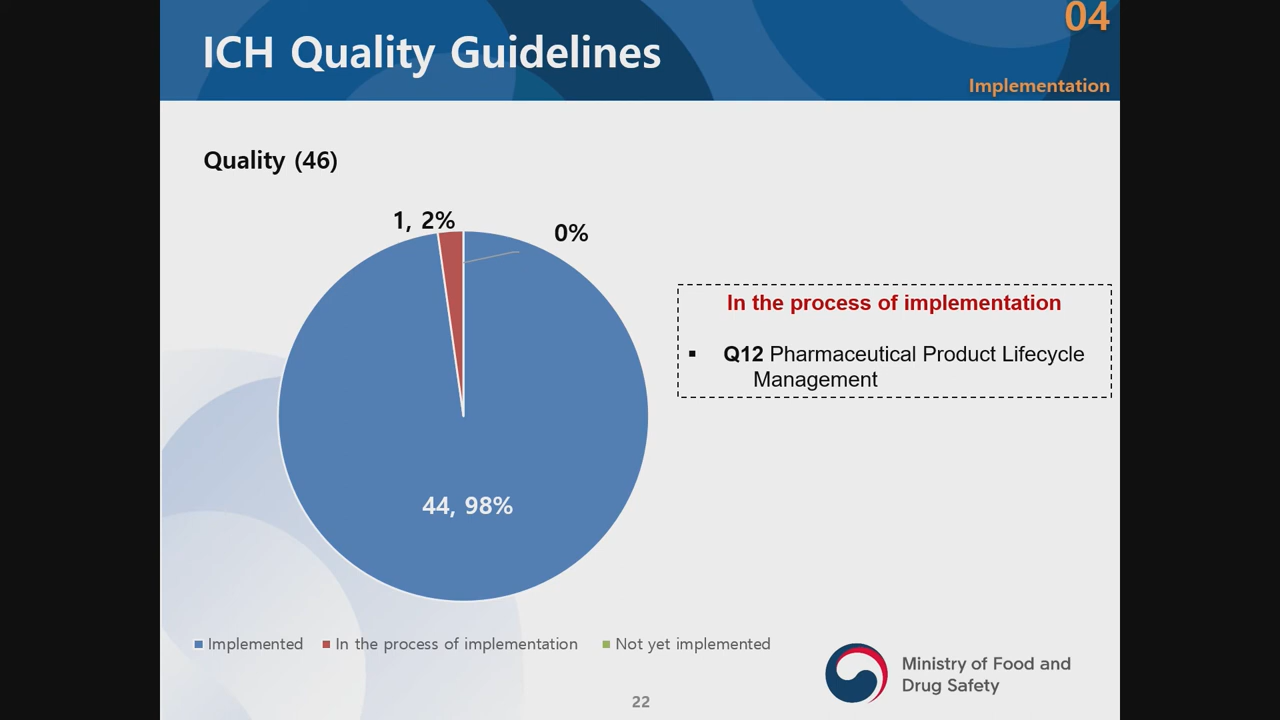 04
ICH Quality Guidelines
Implementation
Quality (46)
1, 2%
0%
In the process of implementation
▪ Q12 Pharmaceutical Product Lifecycle
Management
44, 98%
Implemented In the process of implementation Not yet implemented
Ministry of Food and
Drug Safety
22